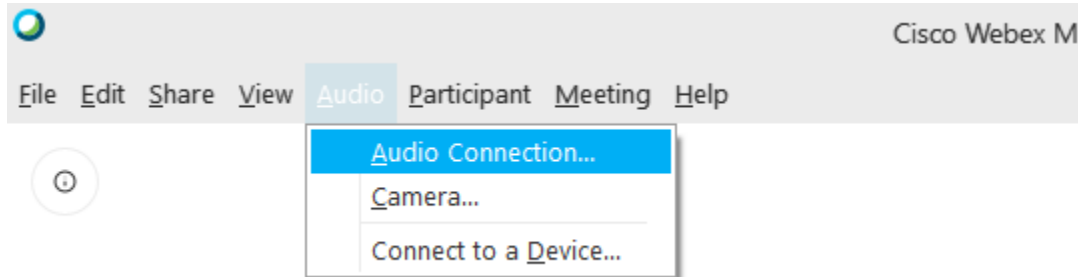 Cisco Webex M
File Edit Share View Audio Participant Meeting Help
Audio Connection...
Camera...
Connect to a Device...